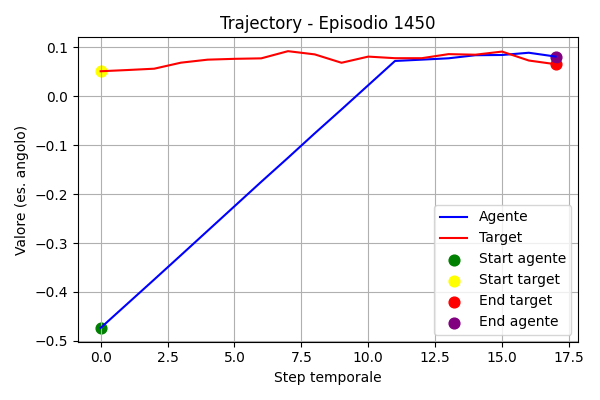 Trajectory - Episodio 1450
Valore (es. angolo)
0.1
0.0
−0.1
−0.2
−0.3
−0.4
−0.5
Agente
Target
Start agente
Start target
End target
End agente
0.0 2.5 5.0 7.5 10.0 12.5 15.0 17.5
Step temporale